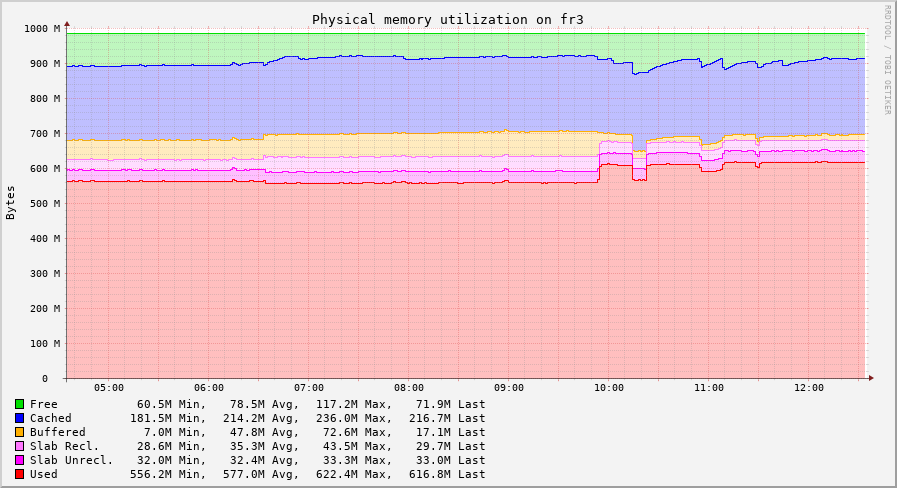 Physical memory utilization on fr3
RRDTOOL / TOBI OETIKER
Bytes
1000 M
900 M
800 M
700 M
600 M
500 M
400 M
300 M
200 M
100 M
0
05:00 06:00 07:00 08:00 09:00 10:00 11:00 12:00
Free 60.5M Min, 78.5M Avg, 117.2M Max, 71.9M Last
Cached 181.5M Min, 214.2M Avg, 236.0M Max, 216.7M Last
Buffered 7.0M Min, 47.8M Avg, 72.6M Max, 17.1M Last
Slab Recl. 28.6M Min, 35.3M Avg, 43.5M Max, 29.7M Last
Slab Unrecl. 32.0M Min, 32.4M Avg, 33.3M Max, 33.0M Last
Used 556.2M Min, 577.0M Avg, 622.4M Max, 616.8M Last